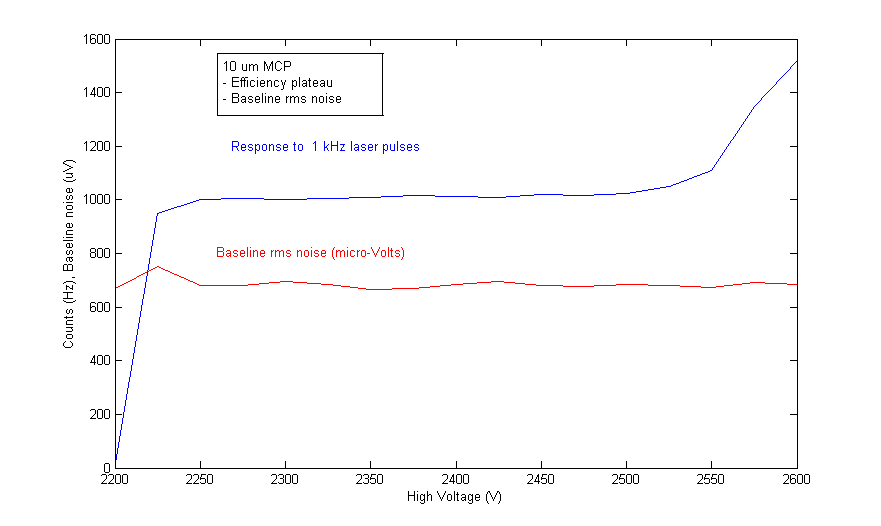 1600
1400
1200
1000
800
600
400
200
0
Counts (Hz), Baseline noise (uV)
10 um MCP
- Efficiency plateau
- Baseline rms noise
Response to 1 kHz laser pulses
Baseline rms noise (micro-Volts)
2200 2250 2300 2350 2400 2450 2500 2550 2600
High Voltage (V)